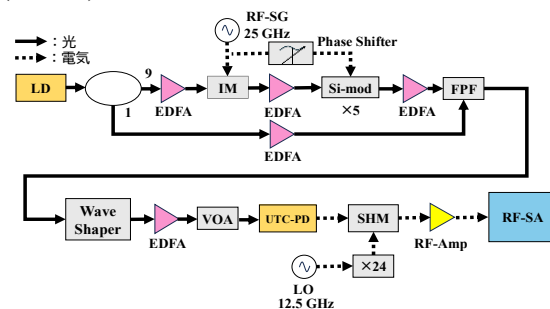 :光
:電気
RF-SG
25 GHz
Phase Shifter
LD
9
1
EDFA
IM
EDFA
Si-mod
×5
EDFA
FPF
EDFA
Wave
Shaper
EDFA
VOA
UTC-PD
SHM
RF-Amp
RF-SA
LO
12.5 GHz
×24